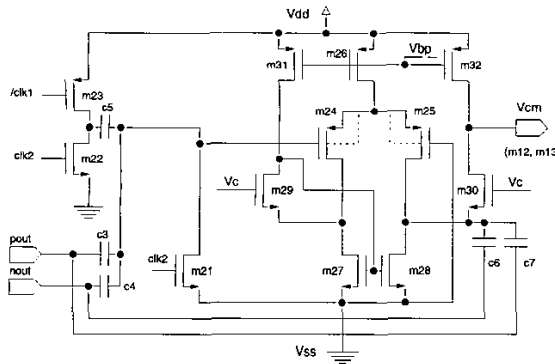 Vdd
m31
m26
Vbp
m32
/clk1
m23
c5
m24
m25
Vcm
clk2
m22
(m12, m13
Vc
m29
m30
Vc
pout
c3
nout
c4
clk2
m21
m27
m28
c6
c7
Vss